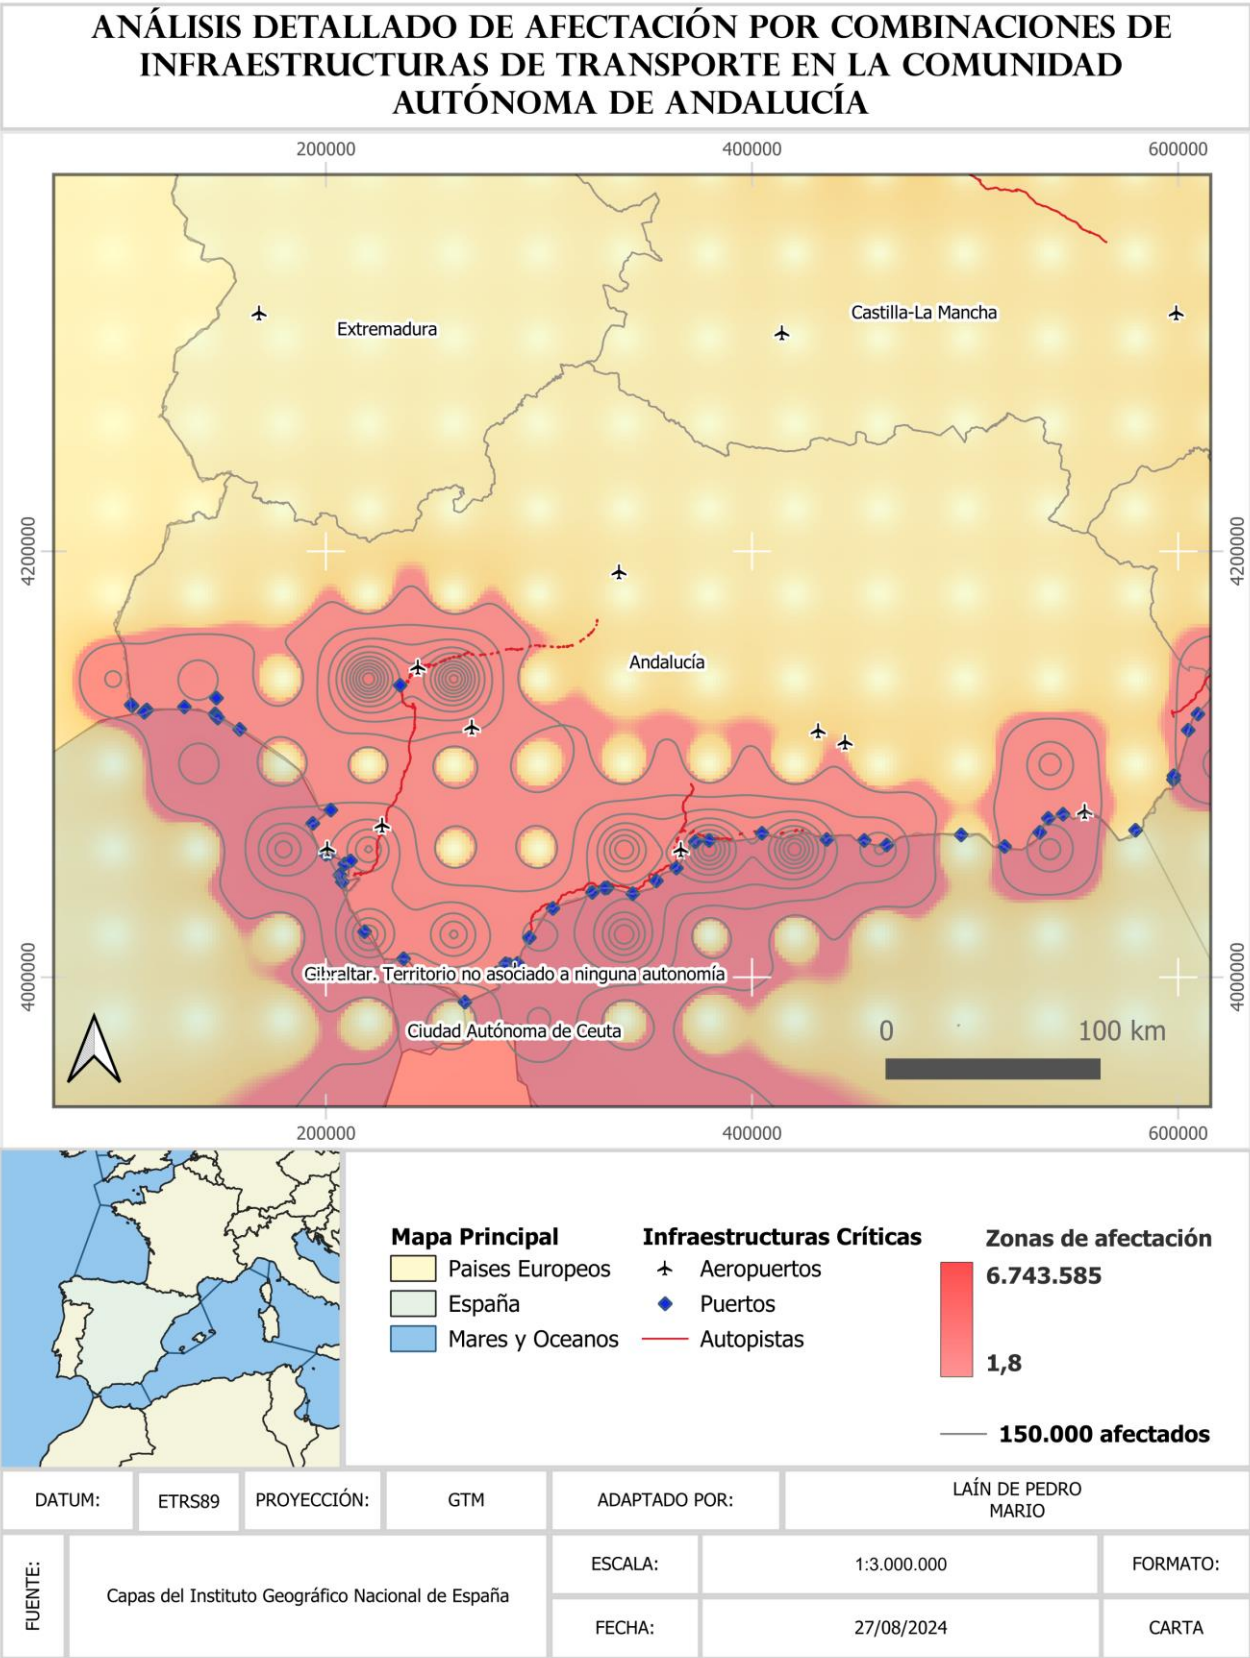 ANÁLISIS DETALLADO DE AFECTACIÓN POR COMBINACIONES DE
INFRAESTRUCTURAS DE TRANSPORTE EN LA COMUNIDAD
AUTÓNOMA DE ANDALUCÍA
200000
400000
600000
Extremadura
Castilla-La Mancha
4200000
4200000
Andalucía
4000000
4000000
Gibraltar. Territorio no asociado a ninguna autonomía
Ciudad Autónoma de Ceuta
0
100 km
200000
400000
600000
Mapa Principal
Paises Europeos
España
Mares y Oceanos
Infraestructuras Críticas
Aeropuertos
Puertos
Autopistas
Zonas de afectación
6.743.585
1,8
150.000 afectados
DATUM:
ETRS89
PROYECCIÓN:
GTM
ADAPTADO POR:
LAÍN DE PEDRO
MARIO
FUENTE:
Capas del Instituto Geográfico Nacional de España
ESCALA:
1:3.000.000
FORMATO:
FECHA:
27/08/2024
CARTA